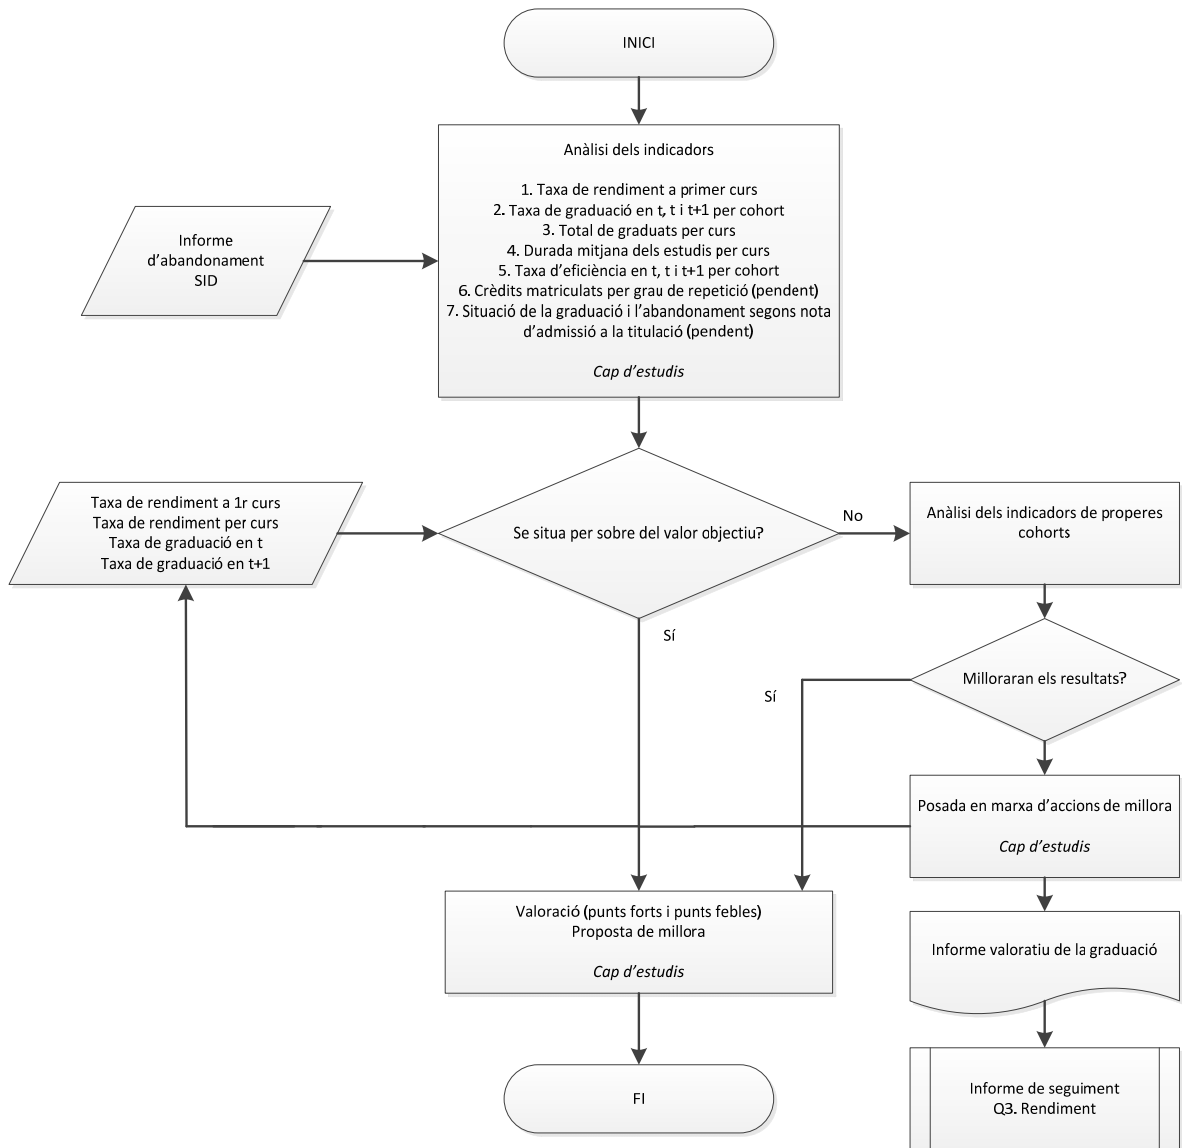 INICI
Anàlisi dels indicadors
1. Taxa de rendiment a primer curs
2. Taxa de graduació en t, t i t+1 per cohort
3. Total de graduats per curs
4. Durada mitjana dels estudis per curs
5. Taxa d'eficiència en t, t i t+1 per cohort
6. Crèdits matriculats per grau de repetició (pendent)
7. Situació de la graduació i l'abandonament segons nota
d'admissió a la titulació (pendent)
Cap d'estudis
Informe
d'abandonament
SID
Taxa de rendiment a 1r curs
Taxa de rendiment per curs
Taxa de graduació en t
Taxa de graduació en t+1
Se situa per sobre del valor objectiu?
No
Anàlisi dels indicadors de properes
cohorts
Sí
Milloraran els resultats?
Sí
Posada en marxa d'accions de millora
Cap d'estudis
Valoració (punts forts i punts febles)
Proposta de millora
Cap d'estudis
Informe valoratiu de la graduació
FI
Informe de seguiment
Q3. Rendiment